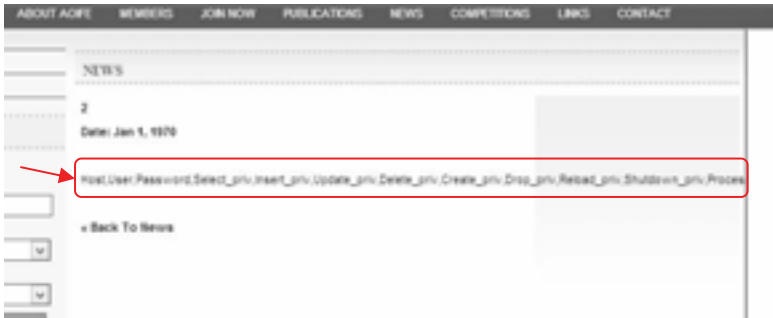 ABOUT AOIFE MEMBERS JOIN NOW PUBLICATIONS NEWS COMPETITIONS LINKS CONTACT
NEWS
2
Date: Jan 1, 1970
Host,User,Password,Select_priv,Insert_priv,Update_priv,Delete_priv,Create_priv,Drop_priv,Reload_priv,Shutdown_priv,Proces
« Back To News